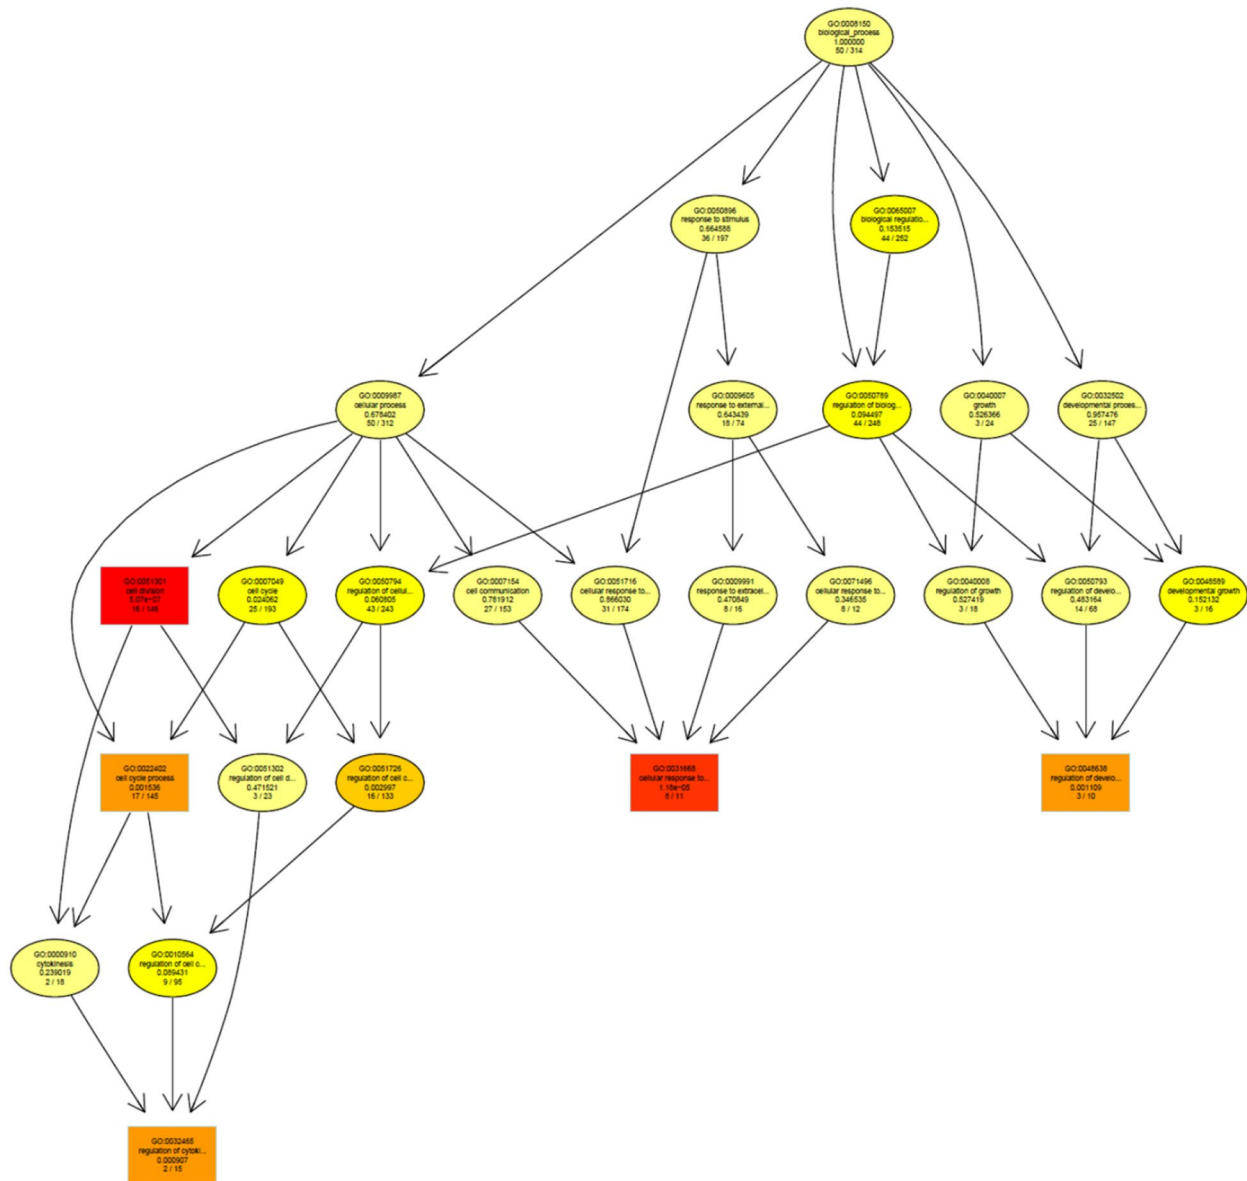 GO:0008150
biological_process
1.000000
50 / 314
GO:0050896
response to stimulus
0.664588
36 / 197
GO:0065007
biological regulatio...
0.153515
44 / 252
GO:0009987
cellular process
0.678402
50 / 312
GO:0009605
response to external...
0.643439
18 / 74
GO:0050789
regulation of biolog...
0.094497
44 / 248
GO:0040007
growth
0.526366
3 / 24
GO:0032502
developmental proces...
0.957476
25 / 147
GO:0051301
cell division
5.07e-07
16 / 146
GO:0007049
cell cycle
0.024062
25 / 193
GO:0050794
regulation of cellul...
0.060805
43 / 243
GO:0007154
cell communication
0.781912
27 / 153
GO:0051716
cellular response to...
0.866030
31 / 174
GO:0009991
response to extracel...
0.470849
8 / 16
GO:0071496
cellular response to...
0.346535
8 / 12
GO:0040008
regulation of growth
0.527419
3 / 18
GO:0050793
regulation of develo...
0.483164
14 / 68
GO:0048589
developmental growth
0.152132
3 / 16
GO:0022402
cell cycle process
0.001536
17 / 145
GO:0051302
regulation of cell d...
0.471521
3 / 23
GO:0051726
regulation of cell c...
0.002997
16 / 133
GO:0031668
cellular response to...
1.16e-05
8 / 11
GO:0048638
regulation of develo...
0.001109
3 / 10
GO:0000910
cytokinesis
0.239019
2 / 18
GO:0010564
regulation of cell c...
0.089431
9 / 95
GO:0032465
regulation of cytoki...
0.000907
2 / 15